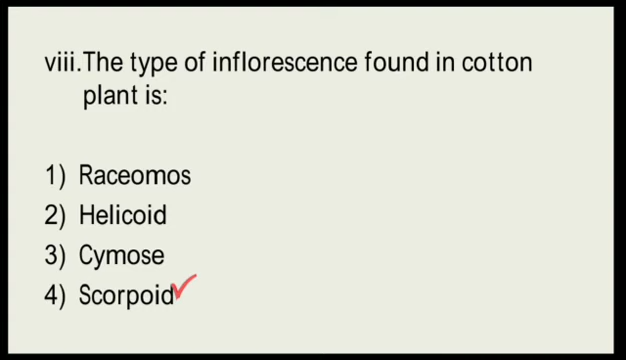 viii.The type of inflorescence found in cotton
plant is:
1) Raceomos
2) Helicoid
3) Cymose
4) Scorpoid